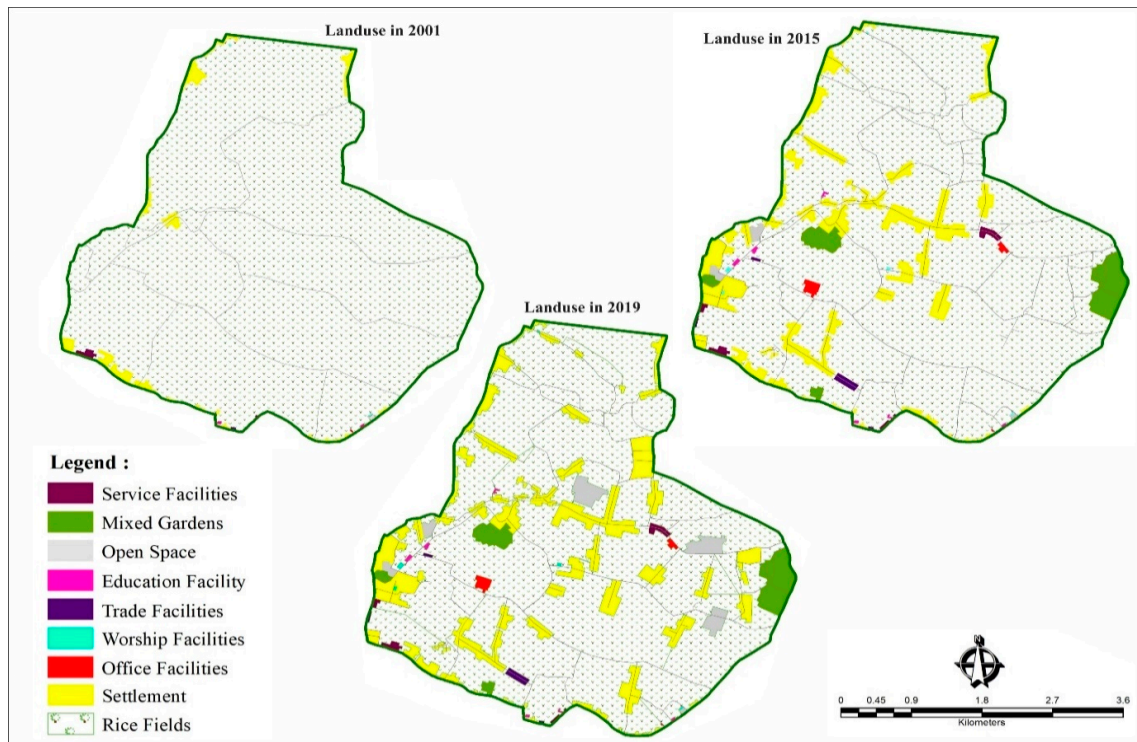 Landuse in 2001
Landuse in 2015
Landuse in 2019
Legend :
Service Facilities
Mixed Gardens
Open Space
Education Facility
Trade Facilities
Worship Facilities
Office Facilities
Settlement
Rice Fields
N
0 0.45 0.9 1.8 2.7 3.6
Kilometers